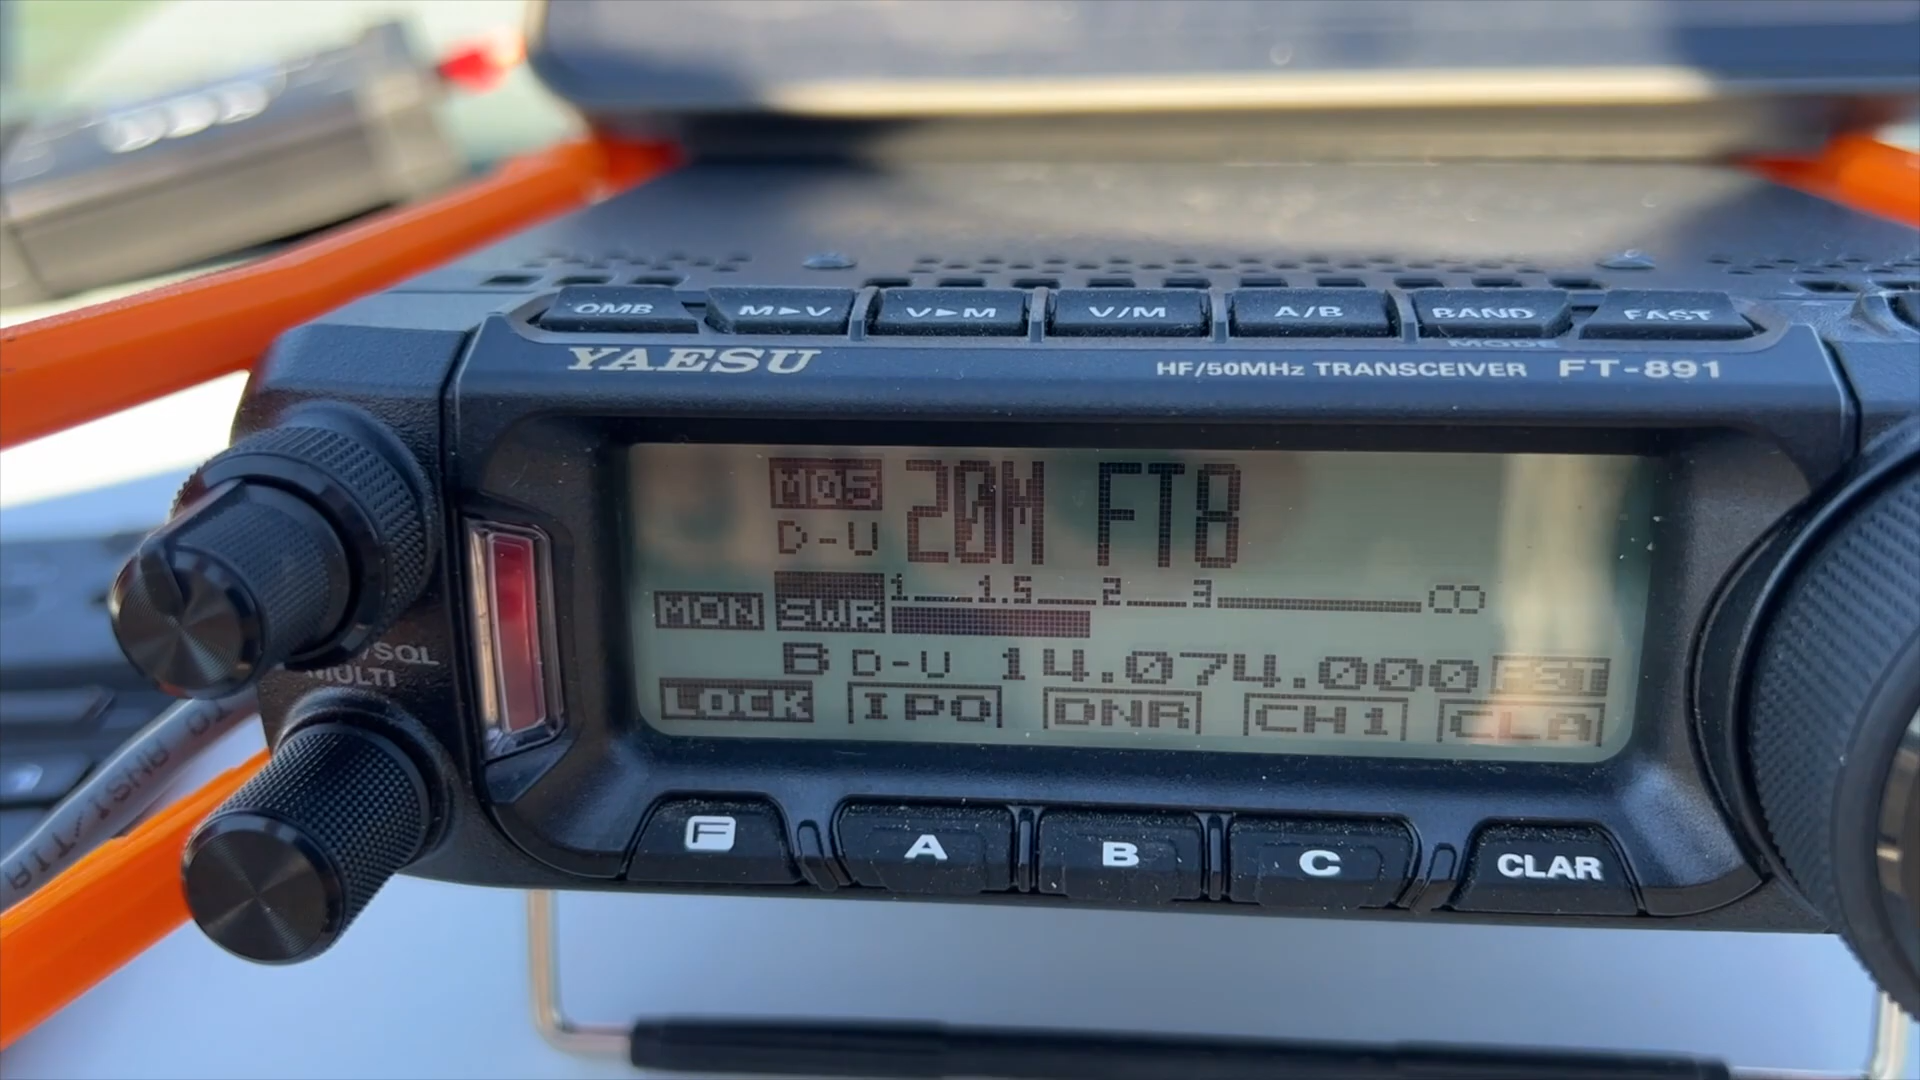 QMB M►V V►M V/M A/B BAND FAST
MODE
YAESU HF/50MHz TRANSCEIVER FT-891
M05 20M FT8
D-U
1 1.5 2 3 ∞
MON SWR
B D-U 14.074.000 FST
LOCK IPO DNR CH1 CLA
/SQL
MULTI
F A B C CLAR